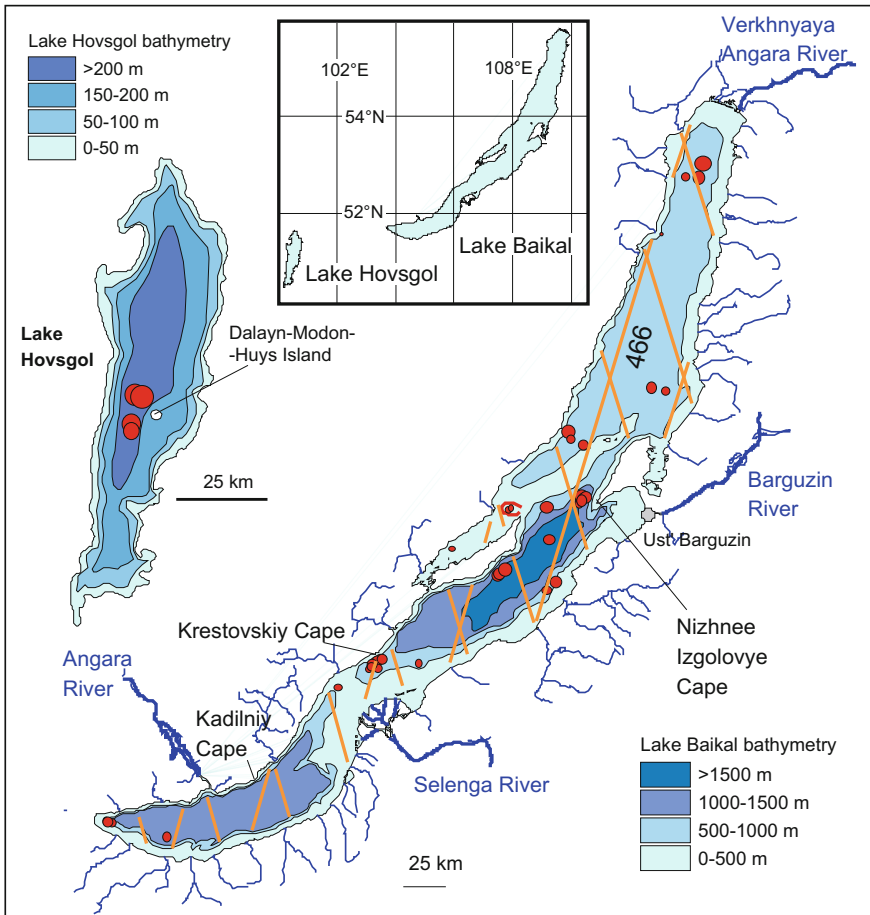 Lake Hovsgol bathymetry
>200 m
150-200 m
50-100 m
0-50 m
102°E
108°E
54°N
52°N
Lake Baikal
Lake Hovsgol
Verkhnyaya
Angara River
Lake
Hovsgol
Dalayn-Modon-
-Huys Island
25 km
466
Barguzin
River
Ust-Barguzin
Krestovskiy Cape
Nizhnee
Izgolovye
Cape
Angara
River
Kadilniy
Cape
Selenga River
Lake Baikal bathymetry
>1500 m
1000-1500 m
500-1000 m
0-500 m
25 km